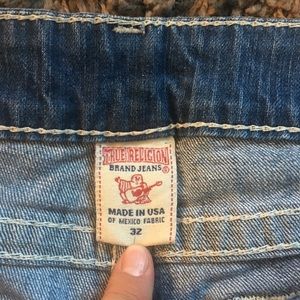 TRUE RELIGION
BRAND JEANS®
MADE IN USA
OF MEXICO FABRIC
32